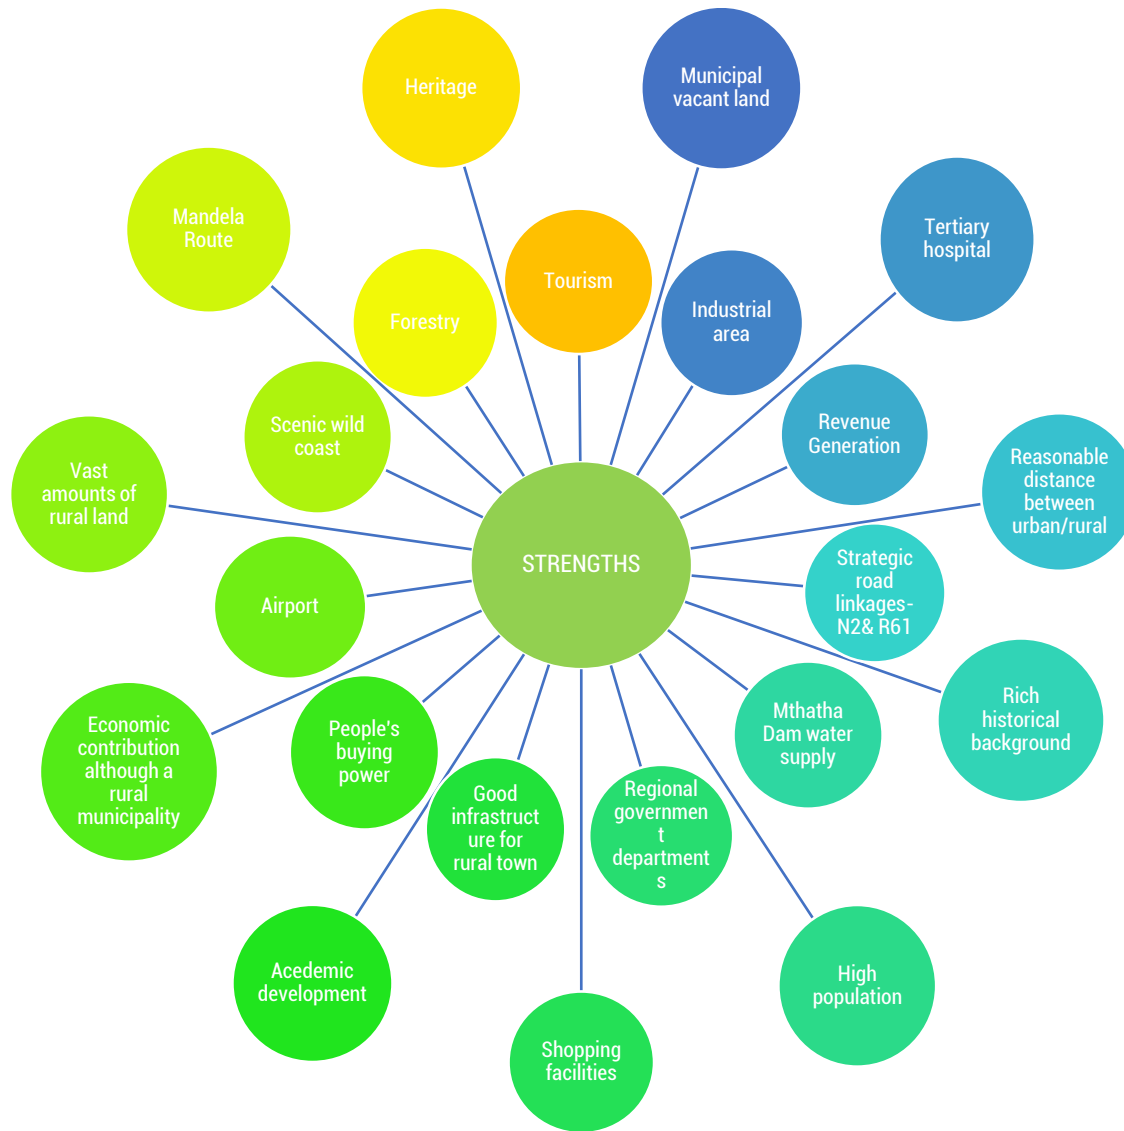 Heritage
Municipal
vacant land
Mandela
Route
Tertiary
hospital
Tourism
Forestry
Industrial
area
Scenic wild
coast
Revenue
Generation
Vast
amounts of
rural land
Reasonable
distance
between
urban/rural
STRENGTHS
Airport
Strategic
road
linkages-
N2& R61
Economic
contribution
although a
rural
municipality
People's
buying
power
Mthatha
Dam water
supply
Rich
historical
background
Good
infrastruct
ure for
rural town
Regional
governmen
t
department
s
Acedemic
development
High
population
Shopping
facilities